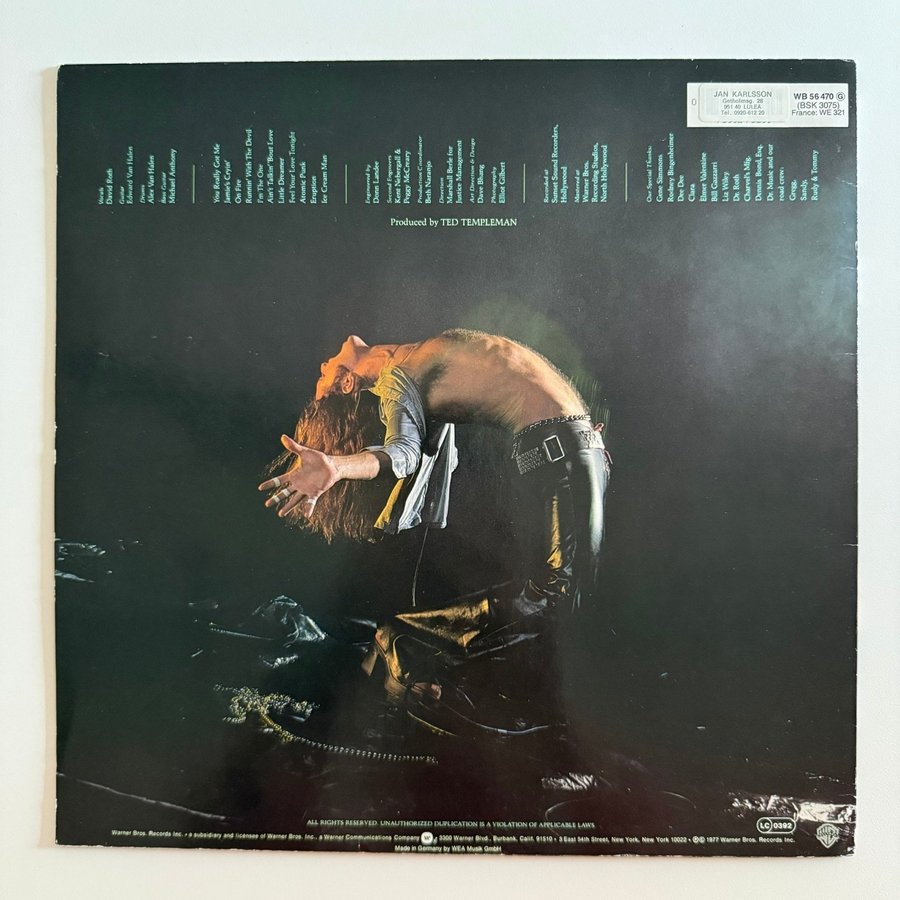 Work
David Roth
Guitar
Edward Van Halen
Drums
Alex Van Halen
Bass Guitar
Michael Anthony
You Really Got Me
Jamie's Cryin'
On Fire
Runnin' With The Devil
I'm The One
Ain't Talkin' 'Bout Love
Little Dreamer
Feel Your Love Tonight
Atomic Punk
Eruption
Ice Cream Man
Engineered by
Donn Landee
Second Engineers
Kent Nebergall &
Peggy McCreary
Production Coordinator
Beth Naranjo
Direction
Marshall Berle for
Justice Management
Art Direction & Design
Dave Bhang
Photography
Elliot Gilbert
Recorded at
Sunset Sound Recorders,
Hollywood
Mastered at
Warner Bros.
Recording Studios,
North Hollywood
Our Special Thanks:
Gene Simmons
Rodney Bingenheimer
Dee Dee
Clara
Emmet Valentine
Bill Gazzarri
Liz Wiley
Dr. Roth
Charvel's Mfg.
Dennis Bond, Esq.
Dr. Music and our
road crew:
Gregg,
Sandy,
Rudy & Tommy
Produced by TED TEMPLEMAN
JAN KARLSSON
951 40 LULEÅ
Tel. 0920-612 20
WB 56 470 G
(BSK 3075)
France: WE 321
ALL RIGHTS RESERVED. UNAUTHORIZED DUPLICATION IS A VIOLATION OF APPLICABLE LAWS
Warner Bros. Records Inc. • a subsidiary and licensee of Warner Bros. Inc., a Warner Communications Company 3300 Warner Blvd., Burbank, Calif. 91510 • 3 East 54th Street, New York, New York 10022 • ℗© 1977 Warner Bros. Records Inc.
Made in Germany by WEA Musik GmbH
LC 0392